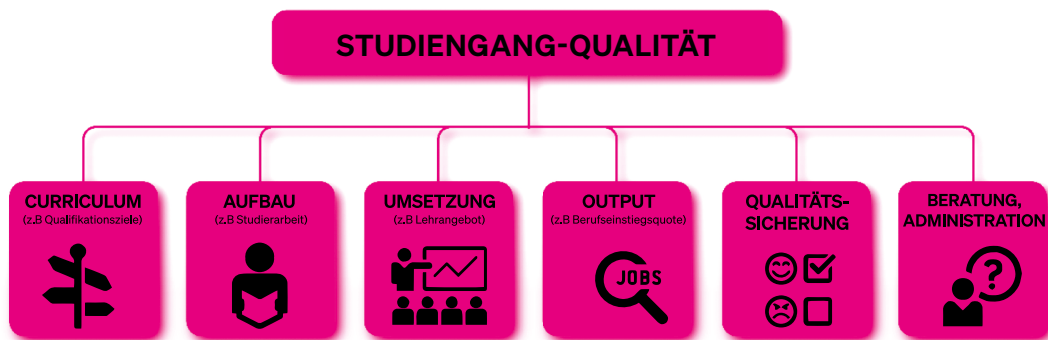 STUDIENGANG-QUALITÄT
CURRICULUM
(z.B Qualifikationsziele)
AUFBAU
(z.B Studierarbeit)
UMSETZUNG
(z.B Lehrangebot)
OUTPUT
(z.B Berufseinstiegsquote)
JOBS
QUALITÄTS-
SICHERUNG
BERATUNG,
ADMINISTRATION
?